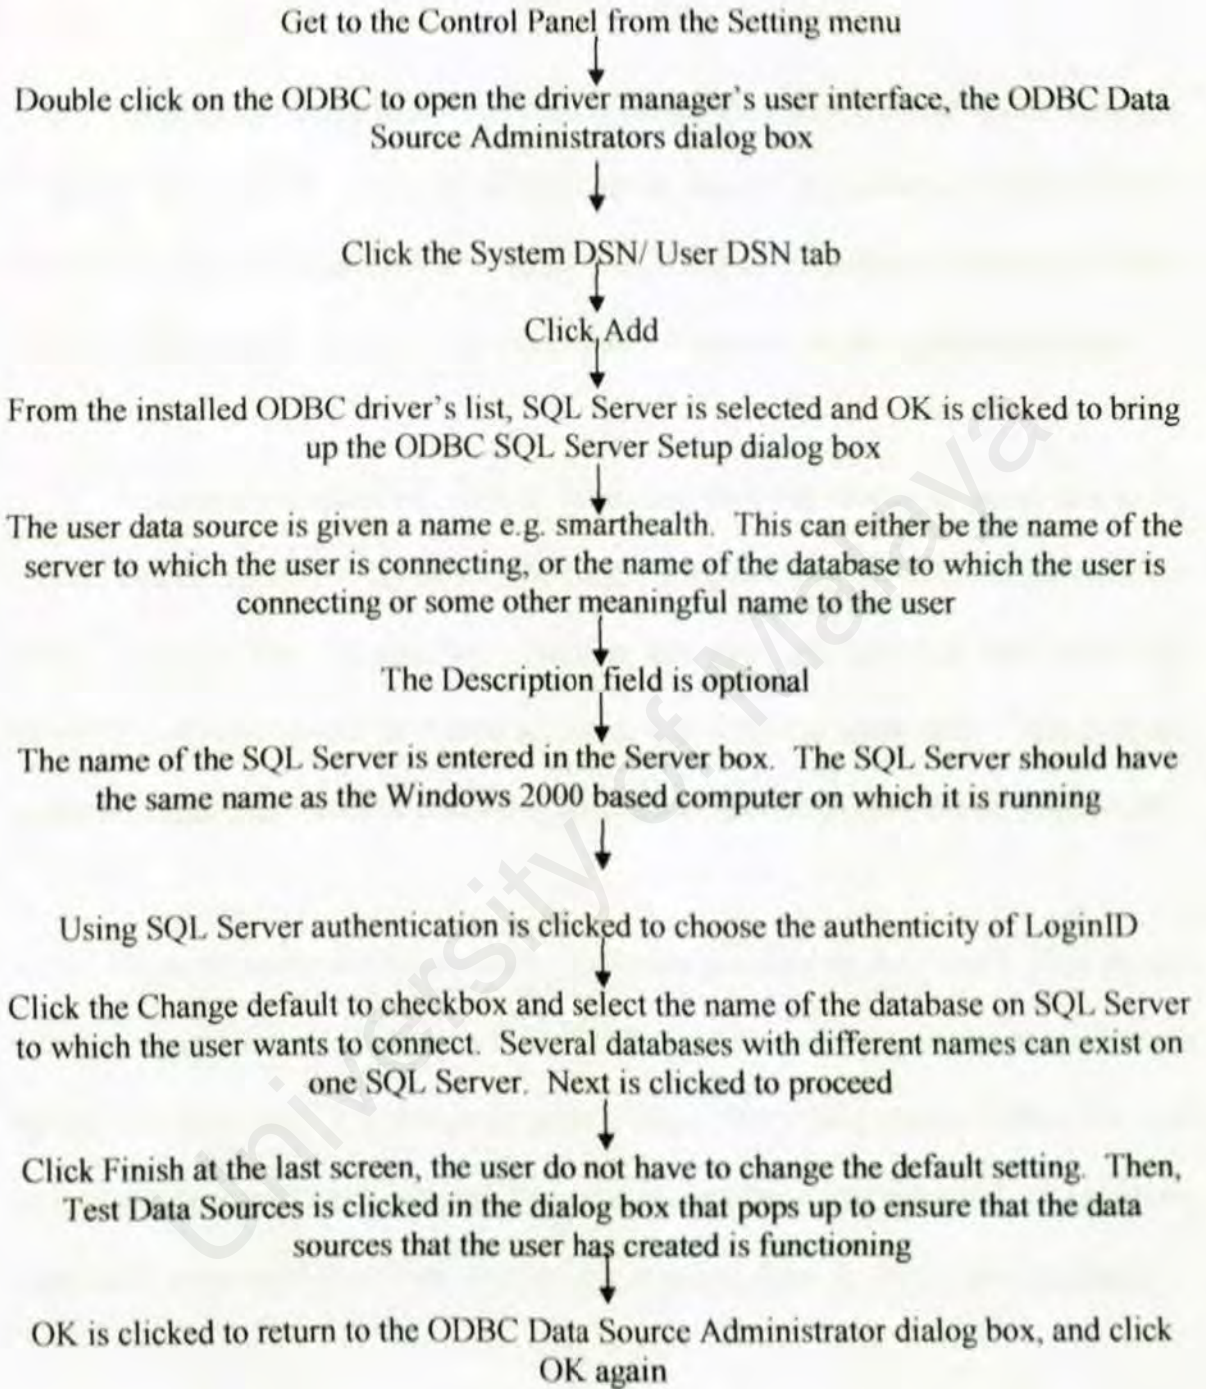 Get to the Control Panel from the Setting menu
Double click on the ODBC to open the driver manager's user interface, the ODBC Data
Source Administrators dialog box
Click the System DSN/ User DSN tab
Click Add
From the installed ODBC driver's list, SQL Server is selected and OK is clicked to bring
up the ODBC SQL Server Setup dialog box
The user data source is given a name e.g. smarthealth. This can either be the name of the
server to which the user is connecting, or the name of the database to which the user is
connecting or some other meaningful name to the user
The Description field is optional
The name of the SQL Server is entered in the Server box. The SQL Server should have
the same name as the Windows 2000 based computer on which it is running
Using SQL Server authentication is clicked to choose the authenticity of LoginID
Click the Change default to checkbox and select the name of the database on SQL Server
to which the user wants to connect. Several databases with different names can exist on
one SQL Server. Next is clicked to proceed
Click Finish at the last screen, the user do not have to change the default setting. Then,
Test Data Sources is clicked in the dialog box that pops up to ensure that the data
sources that the user has created is functioning
OK is clicked to return to the ODBC Data Source Administrator dialog box, and click
OK again
University of Malaya